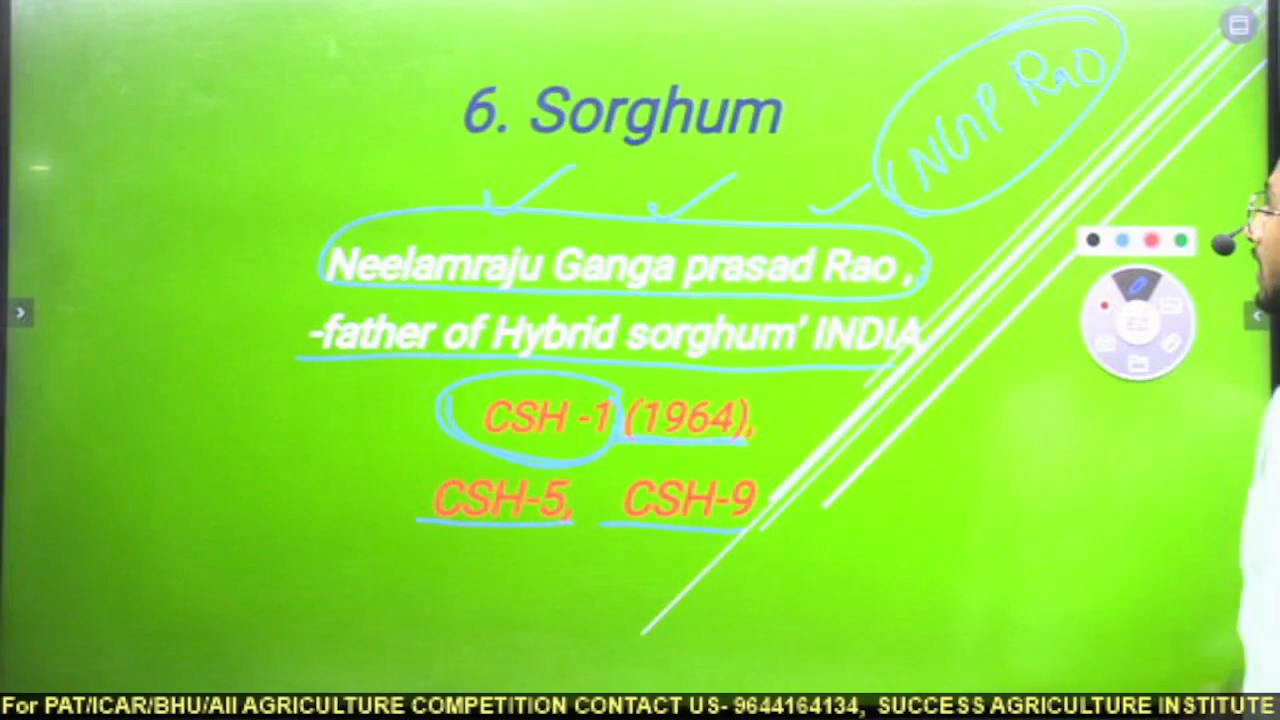 6. Sorghum
NGP Rao
Neelamraju Ganga prasad Rao ,
-father of Hybrid sorghum' INDIA
CSH -1 (1964),
CSH-5, CSH-9
For PAT/ICAR/BHU/All AGRICULTURE COMPETITION CONTACT US- 9644164134, SUCCESS AGRICULTURE INSTITUTE